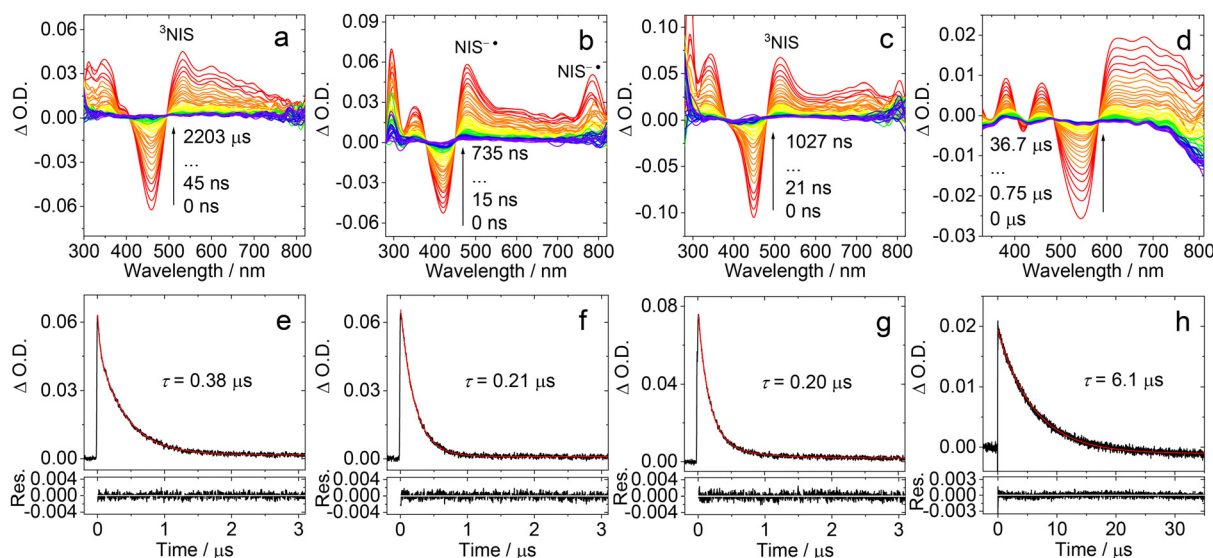 a
³NIS
2203 µs
...
45 ns
0 ns
0.06
0.03
0.00
-0.03
-0.06
Δ O.D.
300 400 500 600 700 800
Wavelength / nm
b
NIS⁻•
NIS⁻•
735 ns
...
15 ns
0 ns
0.09
0.06
0.03
0.00
-0.03
-0.06
Δ O.D.
300 400 500 600 700 800
Wavelength / nm
c
³NIS
1027 ns
...
21 ns
0 ns
0.10
0.05
0.00
-0.05
-0.10
Δ O.D.
300 400 500 600 700 800
Wavelength / nm
d
36.7 µs
...
0.75 µs
0 µs
0.02
0.01
0.00
-0.01
-0.02
-0.03
Δ O.D.
400 500 600 700 800
Wavelength / nm
e
τ = 0.38 µs
0.06
0.03
0.00
Δ O.D.
0.004
0.000
-0.004
Res.
0 1 2 3
Time / µs
f
τ = 0.21 µs
0.06
0.03
0.00
Δ O.D.
0.004
0.000
-0.004
Res.
0 1 2 3
Time / µs
g
τ = 0.20 µs
0.08
0.04
0.00
Δ O.D.
0.004
0.000
-0.004
Res.
0 1 2 3
Time / µs
h
τ = 6.1 µs
0.02
0.01
0.00
Δ O.D.
0.003
0.000
-0.003
Res.
0 10 20 30
Time / µs